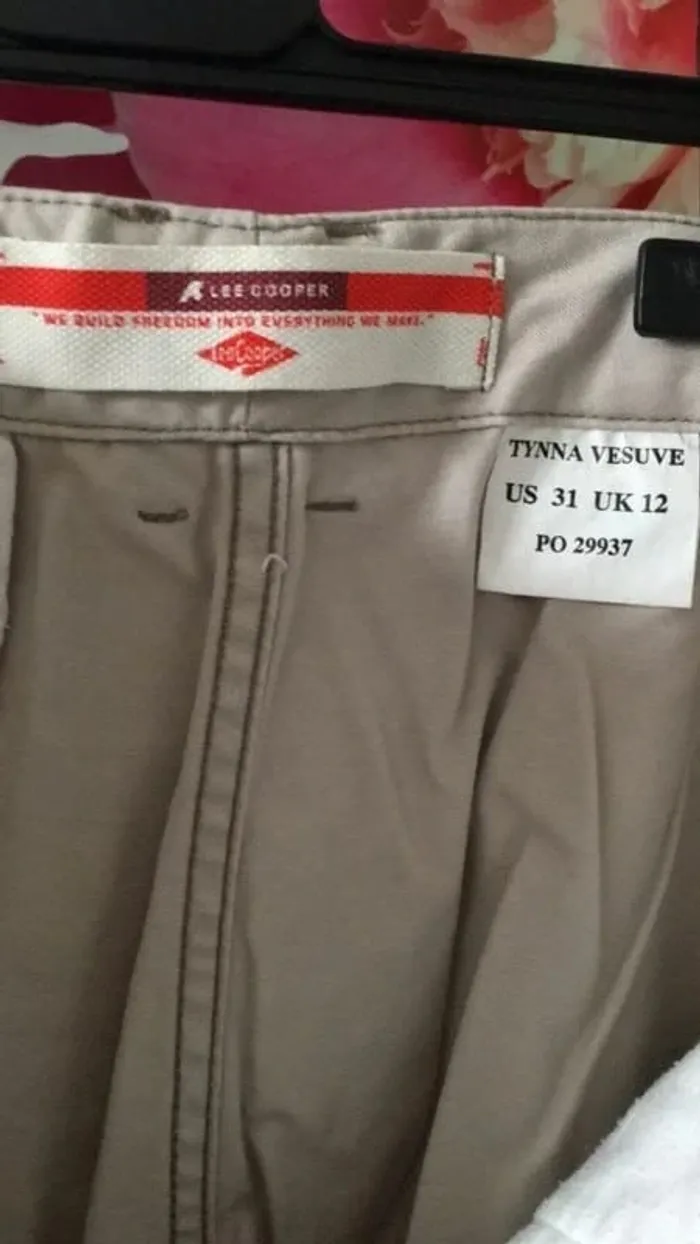 LEE COOPER
"WE BUILD FREEDOM INTO EVERYTHING WE MAKE."
Lee Cooper
TYNNA VESUVE
US 31 UK 12
PO 29937